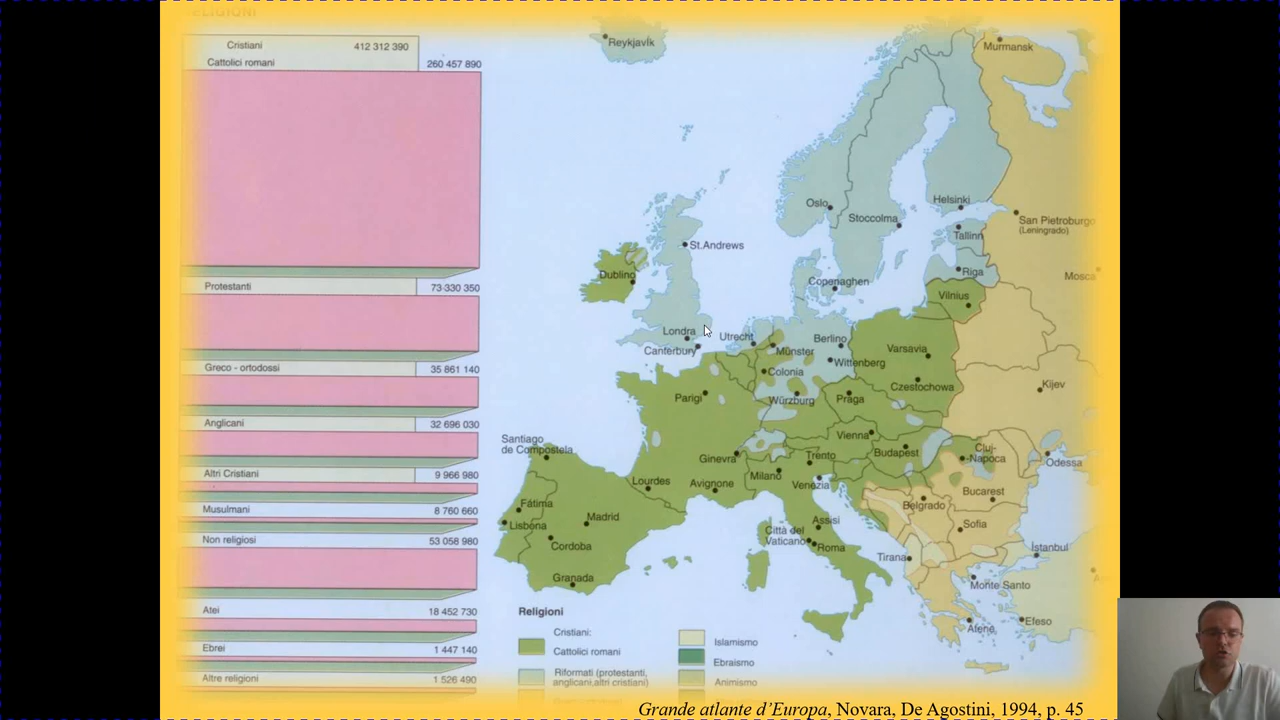 RELIGIONI
Cristiani 412 312 390
Cattolici romani 260 457 890
Protestanti 73 330 350
Greco - ortodossi 35 861 140
Anglicani 32 696 030
Altri Cristiani 9 966 980
Musulmani 8 760 660
Non religiosi 53 058 980
Atei 18 452 730
Ebrei 1 447 140
Altre religioni 1 526 490
Reykjavík
Murmansk
Oslo
Stoccolma
Helsinki
San Pietroburgo
(Leningrado)
Tallinn
St.Andrews
Riga
Mosca
Dublino
Copenaghen
Vilnius
Londra
Utrecht
Berlino
Canterbury
Münster
Varsavia
Wittenberg
Colonia
Czestochowa
Kijev
Parigi
Würzburg
Praga
Santiago
de Compostela
Vienna
Budapest
Cluj-
-Napoca
Odessa
Ginevra
Trento
Milano
Lourdes
Avignone
Venezia
Bucarest
Fátima
Belgrado
Madrid
Lisbona
Assisi
Sofia
Città del
Vaticano
Roma
Cordoba
Istanbul
Tirana
Granada
Monte Santo
Efeso
Atene
Religioni
Cristiani:
Cattolici romani
Riformati (protestanti,
anglicani,altri cristiani)
Islamismo
Ebraismo
Animismo
Grande atlante d'Europa, Novara, De Agostini, 1994, p. 45